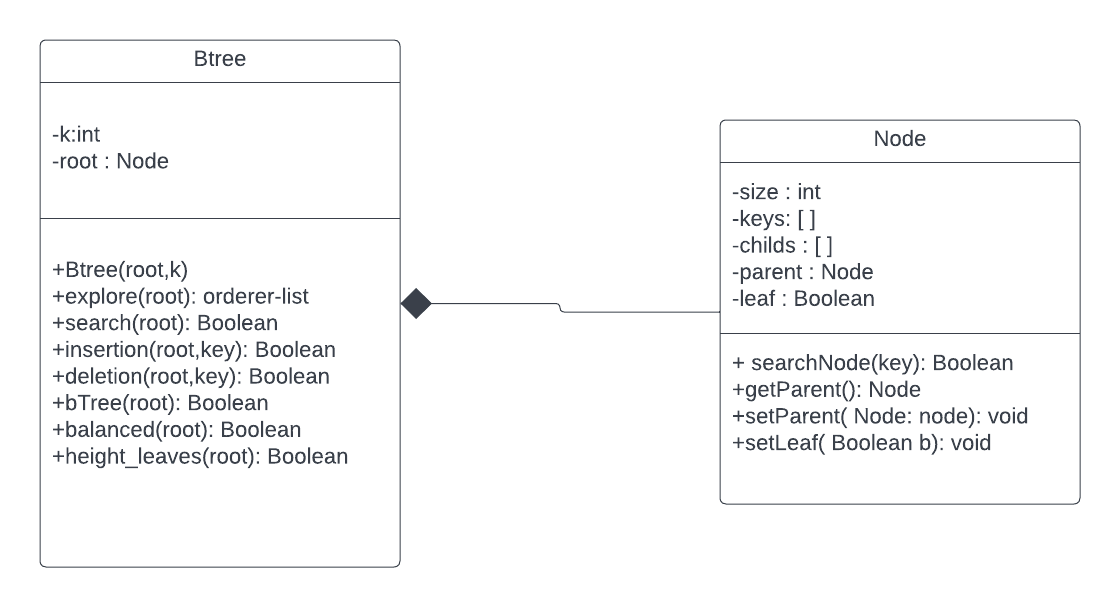 Btree
-k:int
-root : Node
+Btree(root,k)
+explore(root): orderer-list
+search(root): Boolean
+insertion(root,key): Boolean
+deletion(root,key): Boolean
+bTree(root): Boolean
+balanced(root): Boolean
+height_leaves(root): Boolean
Node
-size : int
-keys: [ ]
-childs : [ ]
-parent : Node
-leaf : Boolean
+ searchNode(key): Boolean
+getParent(): Node
+setParent( Node: node): void
+setLeaf( Boolean b): void